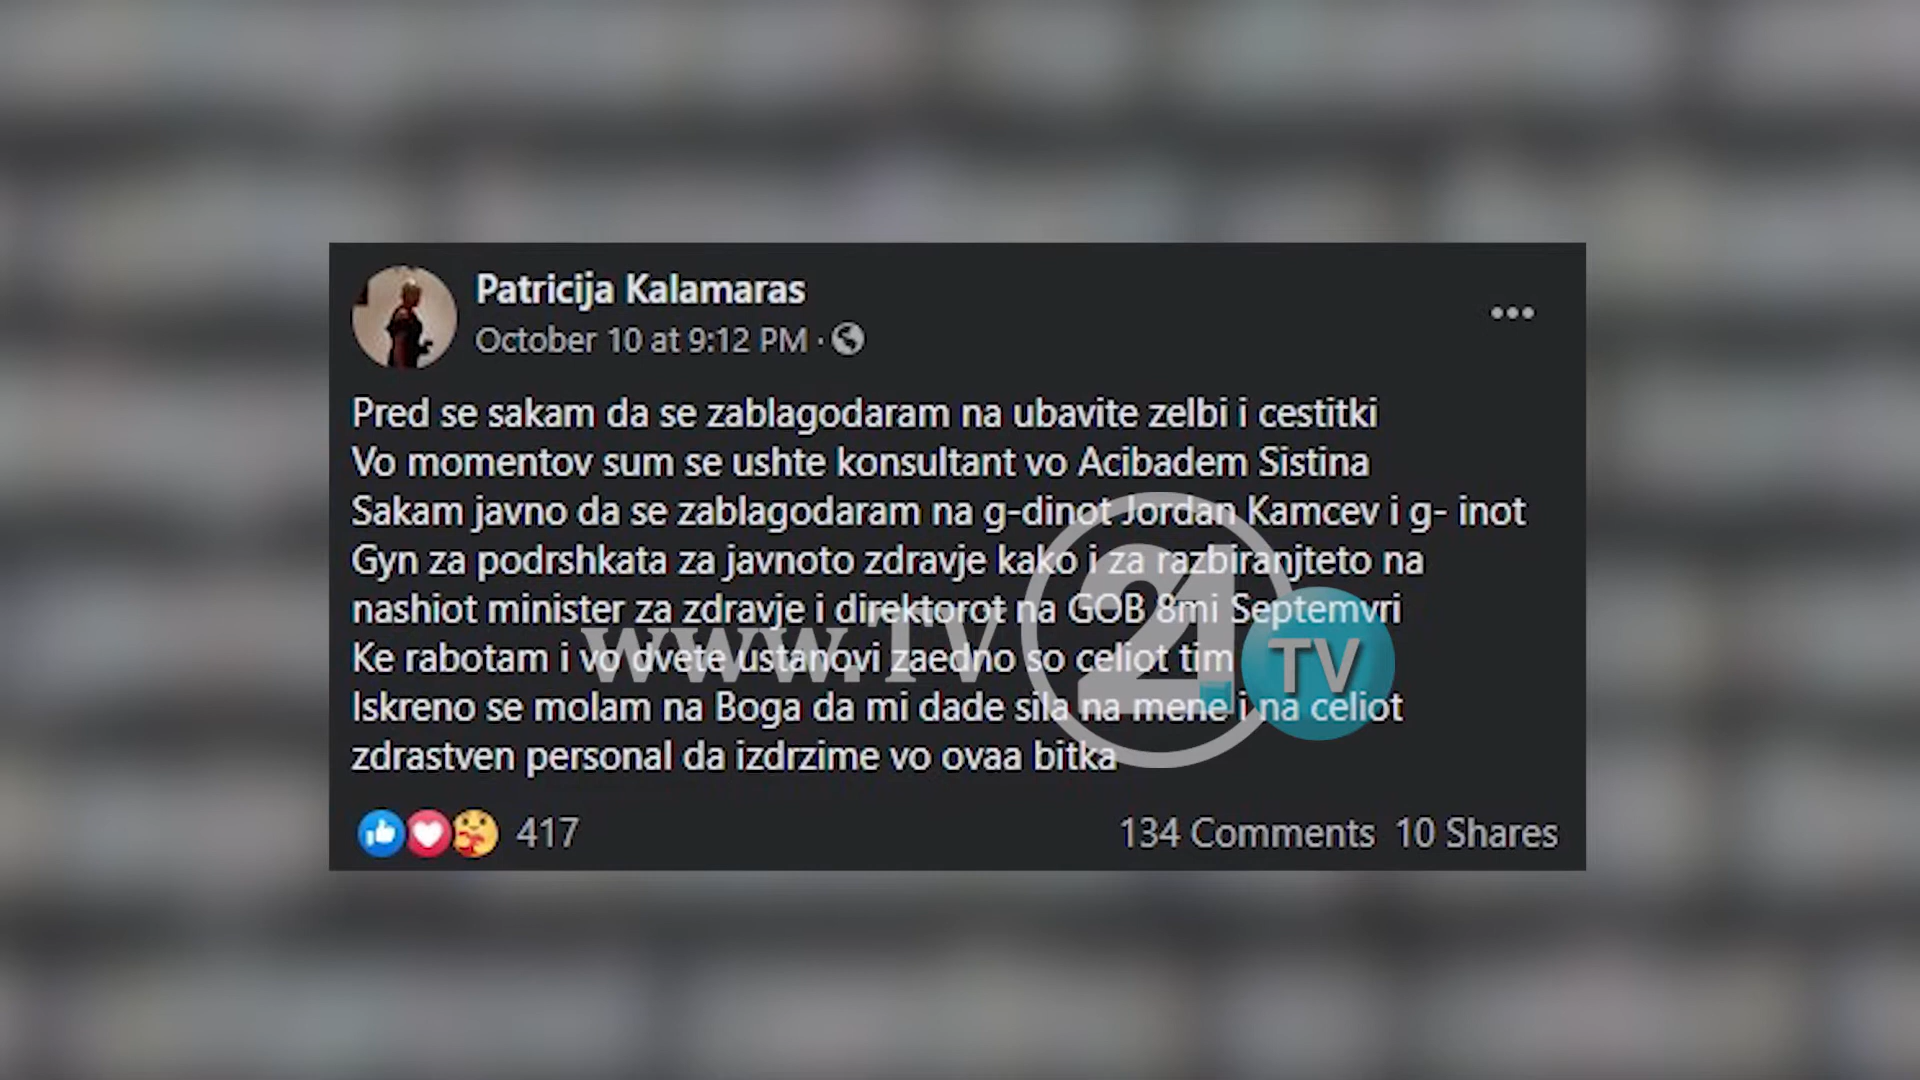 Patricija Kalamaras
October 10 at 9:12 PM ·
Pred se sakam da se zablagodaram na ubavite zelbi i cestitki
Vo momentov sum se ushte konsultant vo Acibadem Sistina
Sakam javno da se zablagodaram na g-dinot Jordan Kamcev i g- inot
Gyn za podrshkata za javnoto zdravje kako i za razbiranjteto na
nashiot minister za zdravje i direktorot na GOB 8mi Septemvri
Ke rabotam i vo dvete ustanovi zaedno so celiot tim
Iskreno se molam na Boga da mi dade sila na mene i na celiot
zdrastven personal da izdrzime vo ovaa bitka
417
134 Comments 10 Shares
www.TV
21
TV